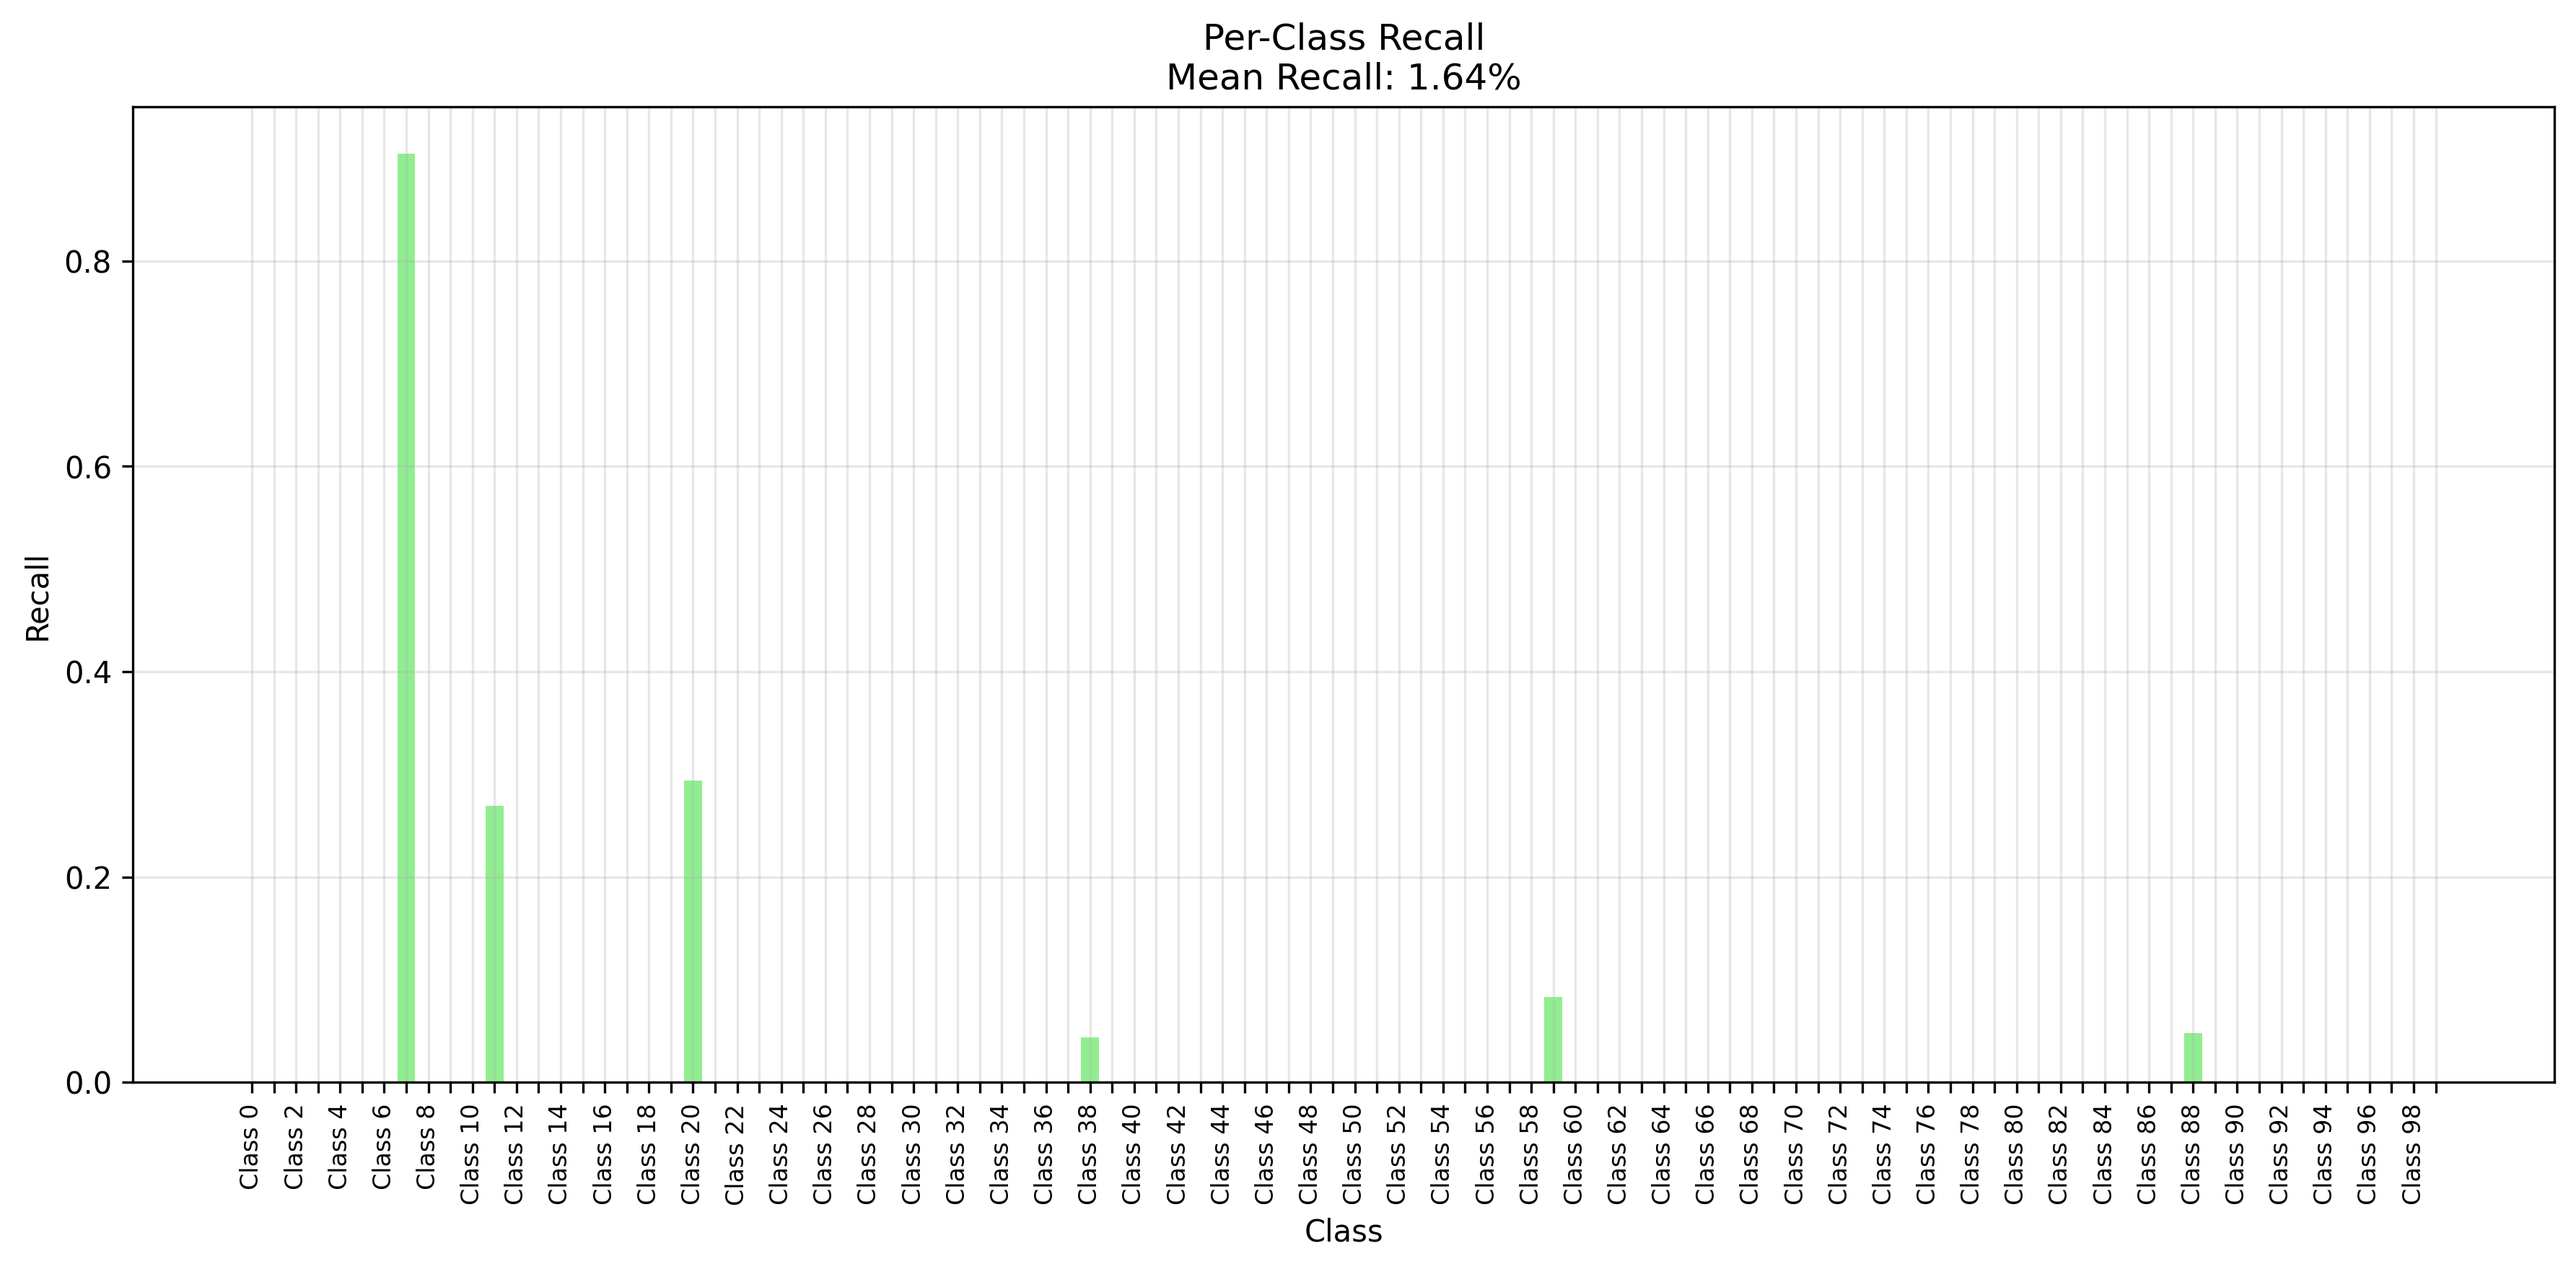 Per-Class Recall
Mean Recall: 1.64%
Recall
0.8
0.6
0.4
0.2
0.0
Class 0
Class 2
Class 4
Class 6
Class 8
Class 10
Class 12
Class 14
Class 16
Class 18
Class 20
Class 22
Class 24
Class 26
Class 28
Class 30
Class 32
Class 34
Class 36
Class 38
Class 40
Class 42
Class 44
Class 46
Class 48
Class 50
Class 52
Class 54
Class 56
Class 58
Class 60
Class 62
Class 64
Class 66
Class 68
Class 70
Class 72
Class 74
Class 76
Class 78
Class 80
Class 82
Class 84
Class 86
Class 88
Class 90
Class 92
Class 94
Class 96
Class 98
Class